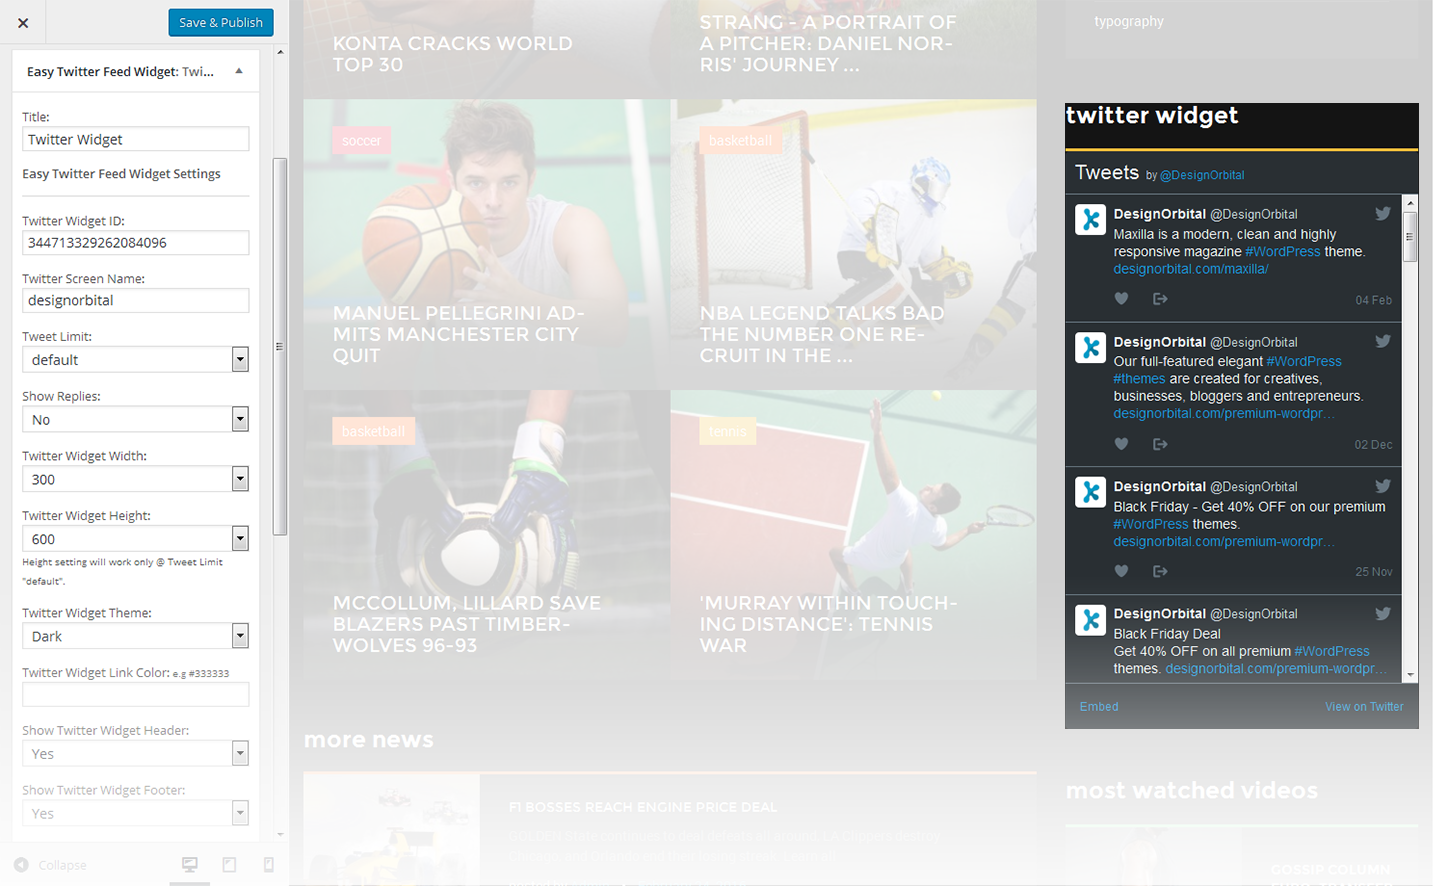 Save & Publish
Easy Twitter Feed Widget: Twi...
Title:
Twitter Widget
Easy Twitter Feed Widget Settings
Twitter Widget ID:
344713329262084096
Twitter Screen Name:
designorbital
Tweet Limit:
default
Show Replies:
No
Twitter Widget Width:
300
Twitter Widget Height:
600
Height setting will work only @ Tweet Limit
"default".
Twitter Widget Theme:
Dark
Twitter Widget Link Color: e.g #333333
Show Twitter Widget Header:
Yes
Show Twitter Widget Footer:
Yes
Collapse
KONTA CRACKS WORLD
TOP 30
STRANG - A PORTRAIT OF
A PITCHER: DANIEL NOR-
RIS' JOURNEY ...
soccer
MANUEL PELLEGRINI AD-
MITS MANCHESTER CITY
QUIT
basketball
NBA LEGEND TALKS BAD
THE NUMBER ONE RE-
CRUIT IN THE ...
basketball
MCCOLLUM, LILLARD SAVE
BLAZERS PAST TIMBER-
WOLVES 96-93
tennis
'MURRAY WITHIN TOUCH-
ING DISTANCE': TENNIS
WAR
more news
F1 BOSSES REACH ENGINE PRICE DEAL
typography
twitter widget
Tweets by @DesignOrbital
DesignOrbital @DesignOrbital
Maxilla is a modern, clean and highly
responsive magazine #WordPress theme.
designorbital.com/maxilla/
04 Feb
DesignOrbital @DesignOrbital
Our full-featured elegant #WordPress
#themes are created for creatives,
businesses, bloggers and entrepreneurs.
designorbital.com/premium-wordpr...
02 Dec
DesignOrbital @DesignOrbital
Black Friday - Get 40% OFF on our premium
#WordPress themes.
designorbital.com/premium-wordpr...
25 Nov
DesignOrbital @DesignOrbital
Black Friday Deal
Get 40% OFF on all premium #WordPress
themes. designorbital.com/premium-wordpr...
Embed
View on Twitter
most watched videos
GOSSIP COLUMN